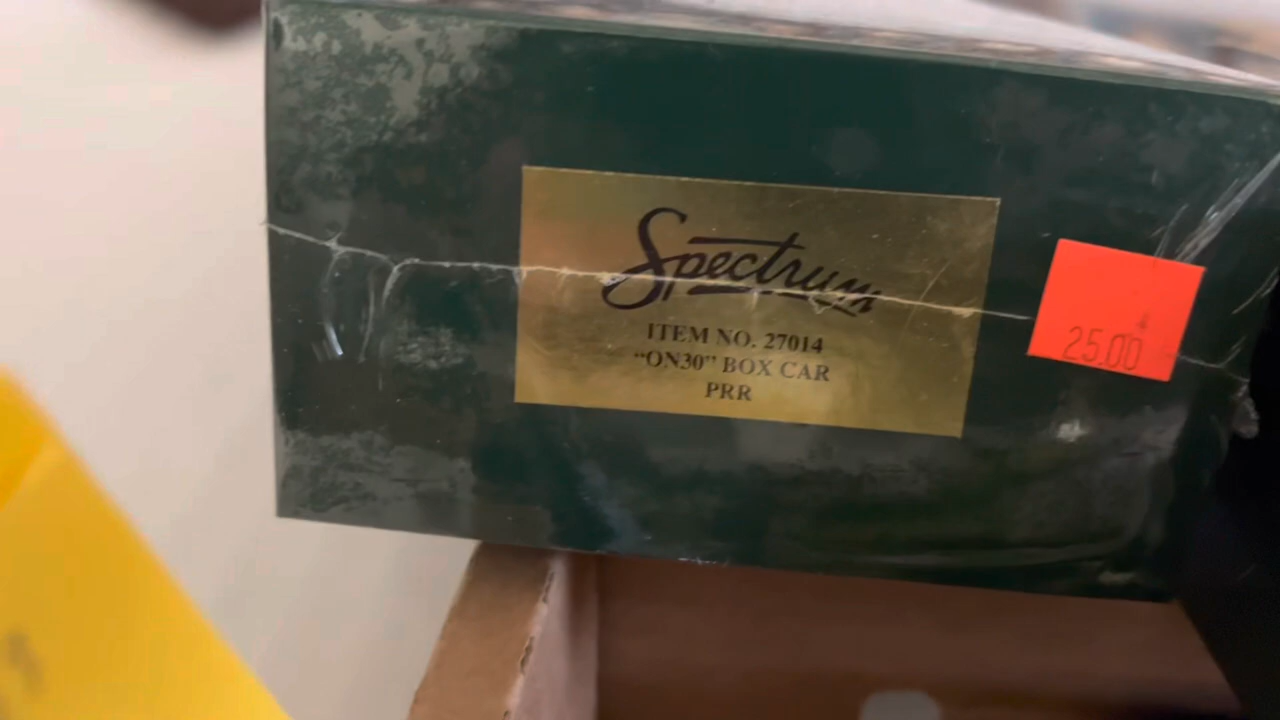 Spectrum
ITEM NO. 27014
“ON30” BOX CAR
PRR
25.00